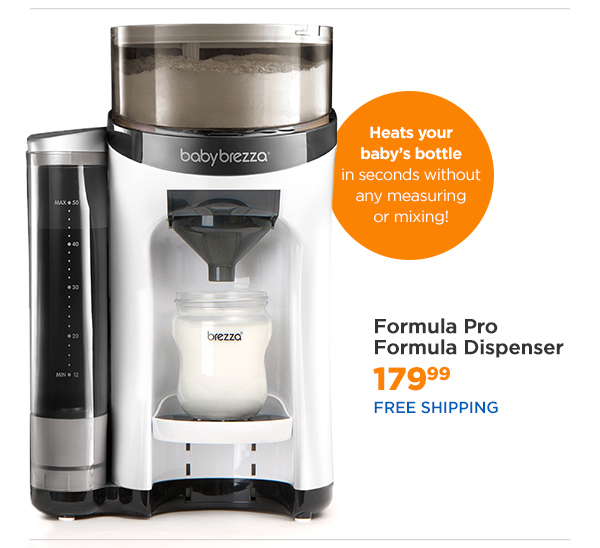 babybrezza®
MAX 50
40
30
20
MIN 12
brezza®
Heats your
baby's bottle
in seconds without
any measuring
or mixing!
Formula Pro
Formula Dispenser
179⁹⁹
FREE SHIPPING